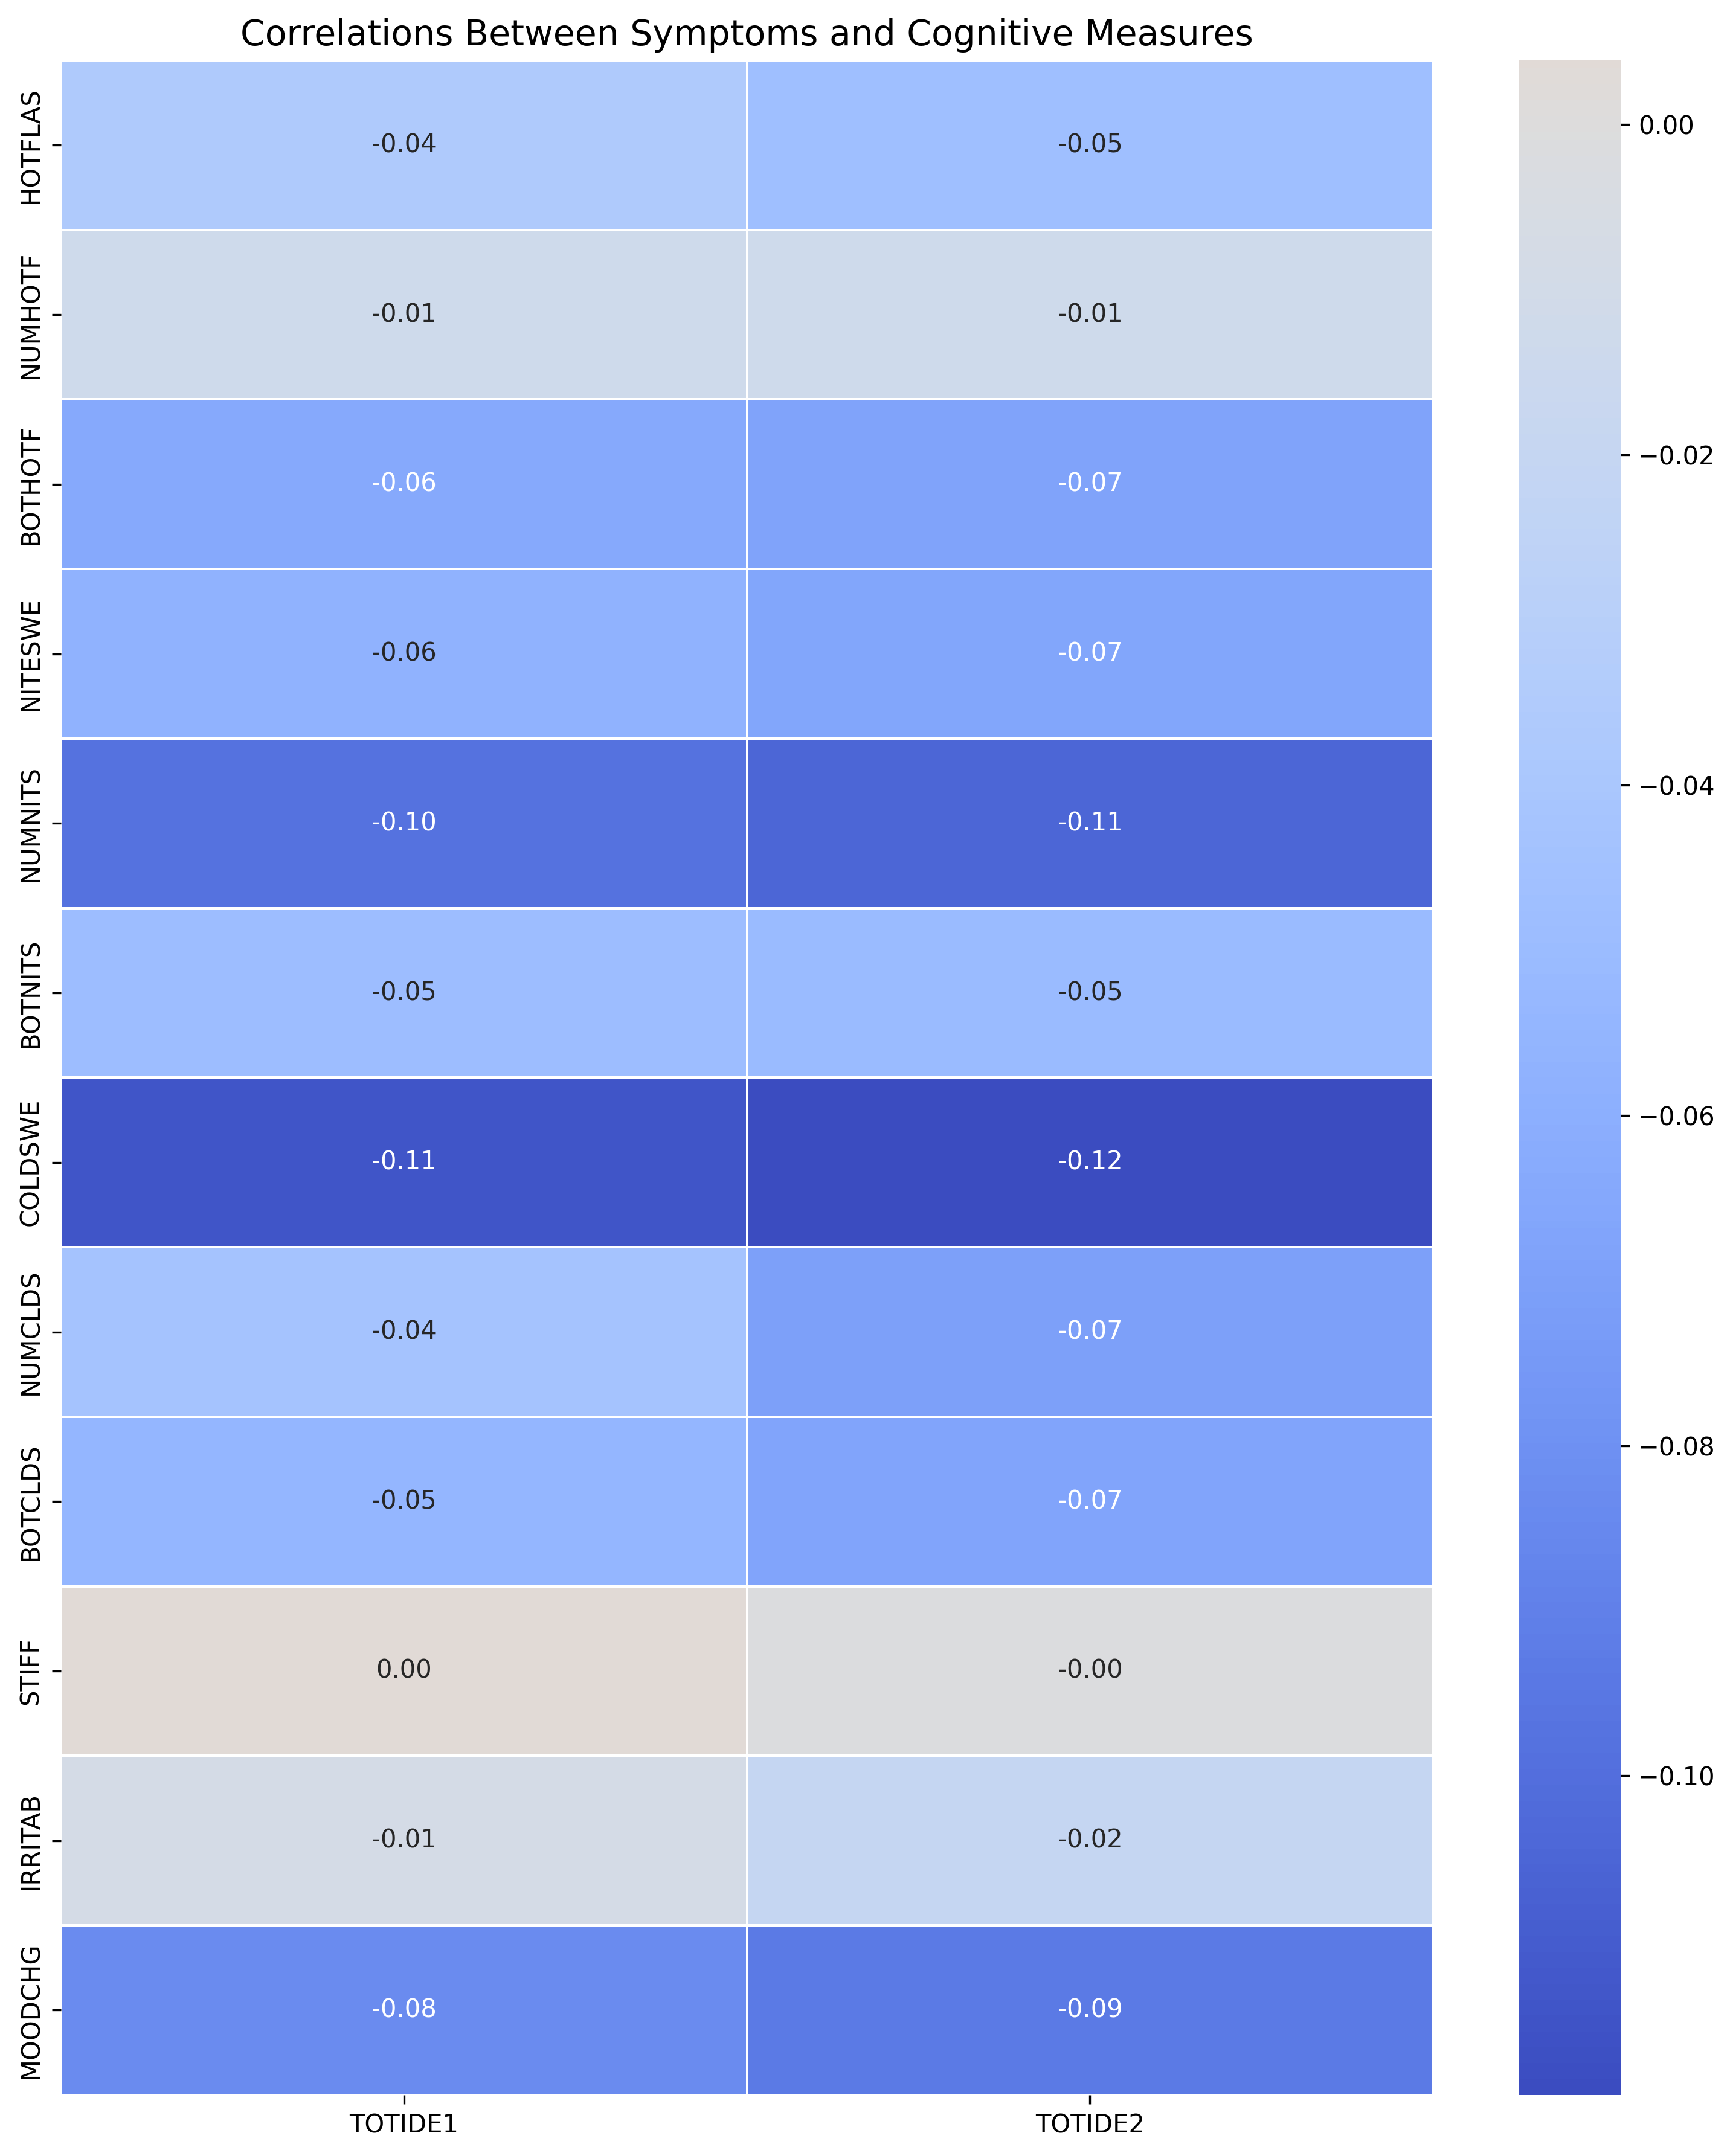 Correlations Between Symptoms and Cognitive Measures
HOTFLAS
-0.04
-0.05
NUMHOTF
-0.01
-0.01
BOTHOTF
-0.06
-0.07
NITESWE
-0.06
-0.07
NUMNITS
-0.10
-0.11
BOTNITS
-0.05
-0.05
COLDSWE
-0.11
-0.12
NUMCLDS
-0.04
-0.07
BOTCLDS
-0.05
-0.07
STIFF
0.00
-0.00
IRRITAB
-0.01
-0.02
MOODCHG
-0.08
-0.09
TOTIDE1
TOTIDE2
0.00
−0.02
−0.04
−0.06
−0.08
−0.10